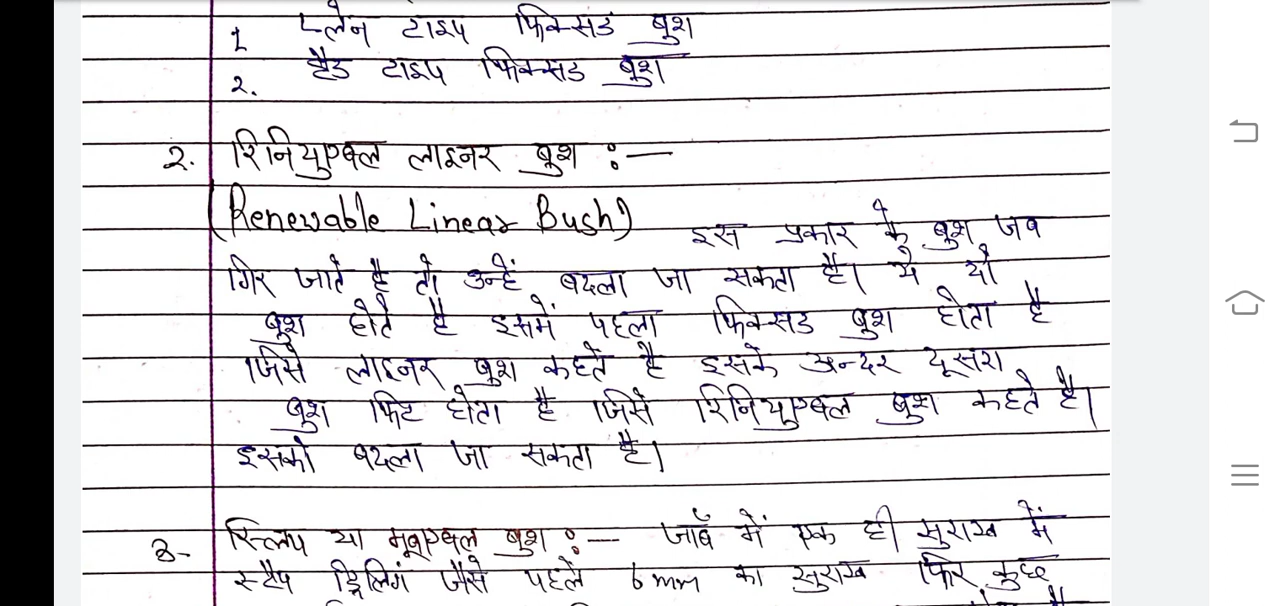 1 प्लेन टाइप फिक्सड बुश
2. हैड टाइप फिक्सड बुश
2. रिनियुएबल लाइनर बुश :—
(Renewable Linear Bush) इस प्रकार के बुश जब
गिर जाते है तो उन्हें बदला जा सकता है। ये दो
बुश होते है इसमें पहला फिक्सड बुश होता है
जिसे लाइनर बुश कहते है इसके अन्दर दूसरा
बुश फिट होता है जिसे रिनियुएबल बुश कहते है।
इसको बदला जा सकता है।
3- स्लिप या मूवएबल बुश :— जॉब में एक ही सुराख में
स्टैप ड्रिलिंग जैसे पहले 6 mm का सुराख फिर कुछ